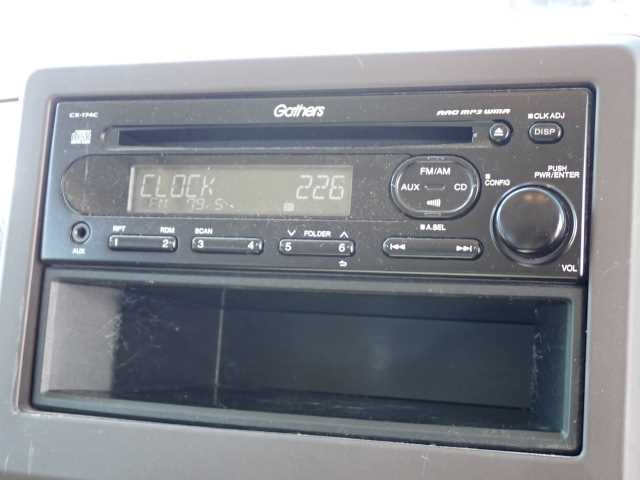 CX-174C Gathers AAC MP3 WMA
CLK ADJ
DISP
FM/AM
AUX CD
CONFIG
PUSH
PWR/ENTER
CLOCK 226
FM 79.5
A.SEL
AUX
RPT RDM SCAN FOLDER
1 2 3 4 5 6
VOL